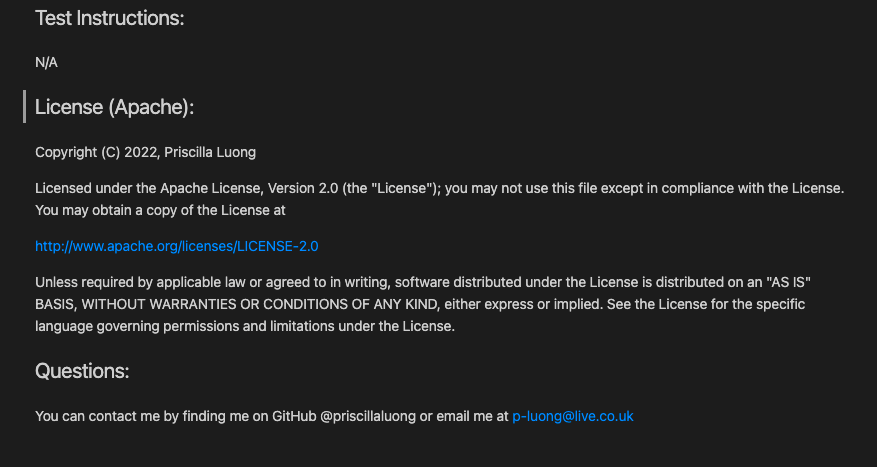 Test Instructions:
N/A
License (Apache):
Copyright (C) 2022, Priscilla Luong
Licensed under the Apache License, Version 2.0 (the "License"); you may not use this file except in compliance with the License.
You may obtain a copy of the License at
http://www.apache.org/licenses/LICENSE-2.0
Unless required by applicable law or agreed to in writing, software distributed under the License is distributed on an "AS IS"
BASIS, WITHOUT WARRANTIES OR CONDITIONS OF ANY KIND, either express or implied. See the License for the specific
language governing permissions and limitations under the License.
Questions:
You can contact me by finding me on GitHub @priscillaluong or email me at p-luong@live.co.uk